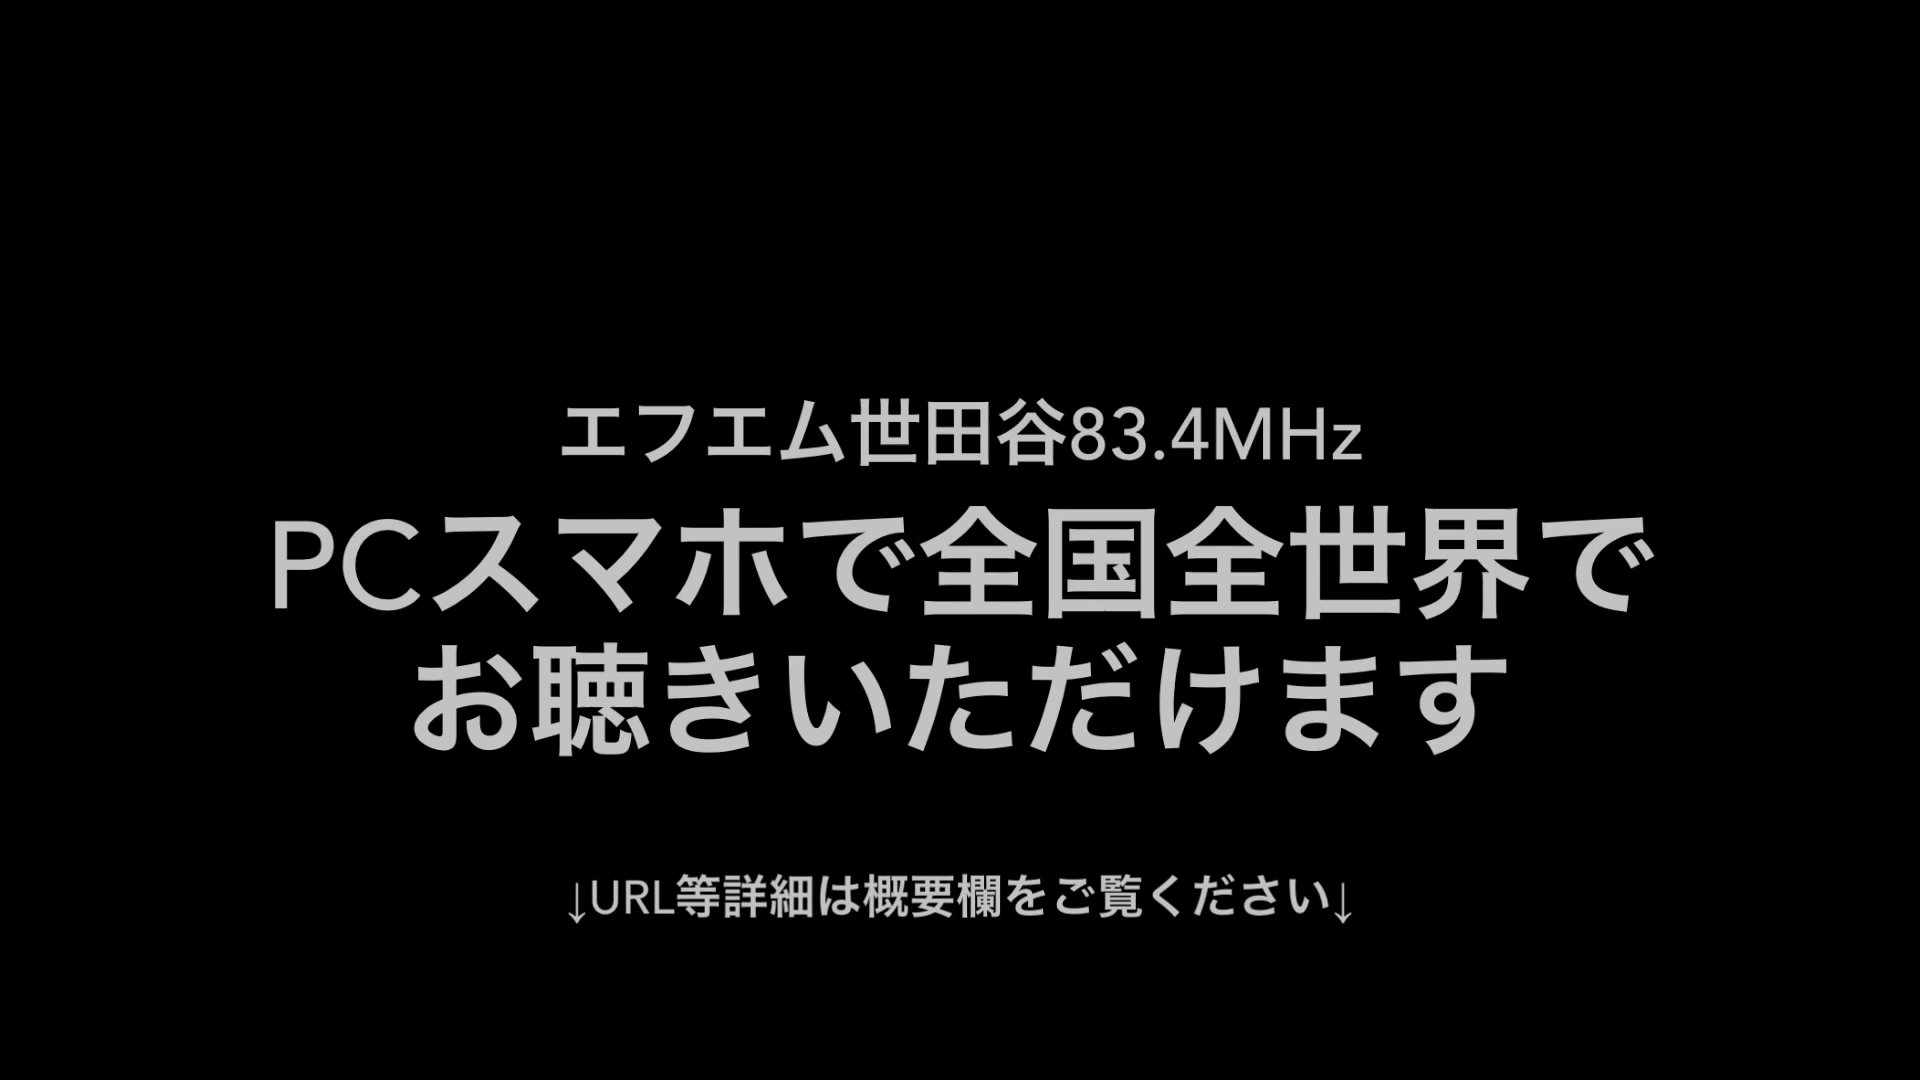 エフエム世田谷83.4MHz
PCスマホで全国全世界で
お聴きいただけます
↓URL等詳細は概要欄をご覧ください↓